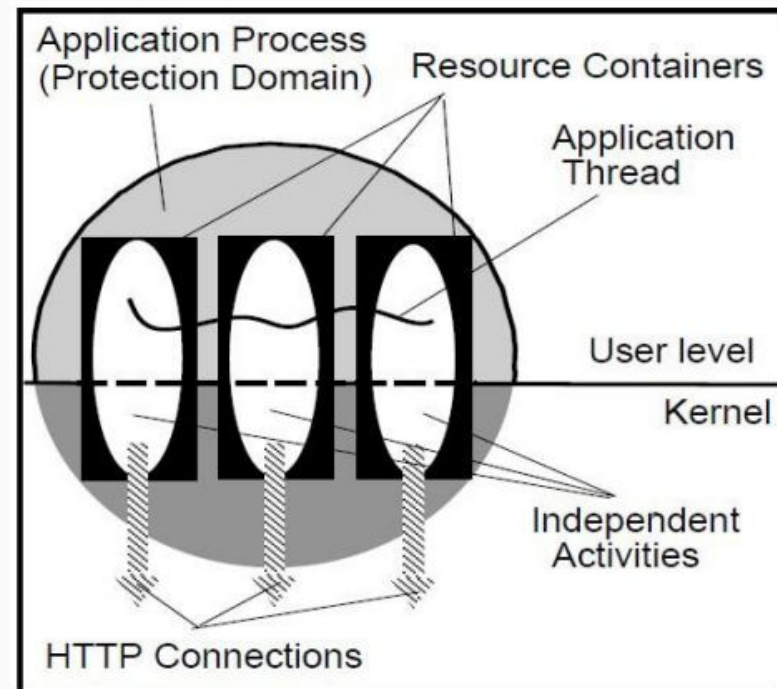 Application Process
(Protection Domain)
Resource Containers
Application
Thread
User level
Kernel
Independent
Activities
HTTP Connections